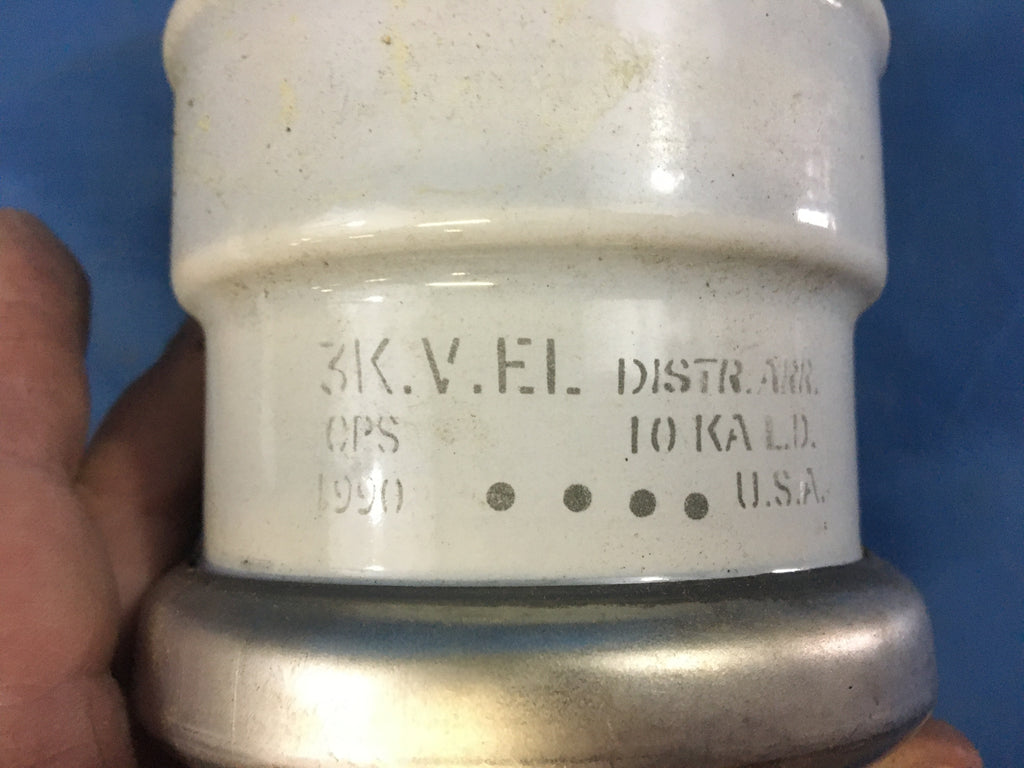 3K.V.EL DISTR.ARR.
CPS 10 KA L.D.
1990 ● ● ● ● U.S.A.